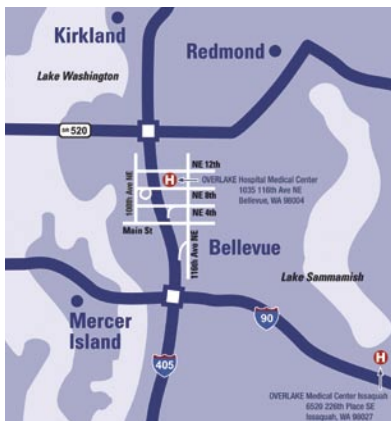 Kirkland
Redmond
Lake Washington
SR 520
NE 12th
H
OVERLAKE Hospital Medical Center
1035 116th Ave NE
Bellevue, WA 98004
100th Ave NE
NE 8th
NE 4th
Main St
116th Ave NE
Bellevue
Lake Sammamish
Mercer
Island
90
405
H
OVERLAKE Medical Center Issaquah
6520 226th Place SE
Issaquah, WA 98027